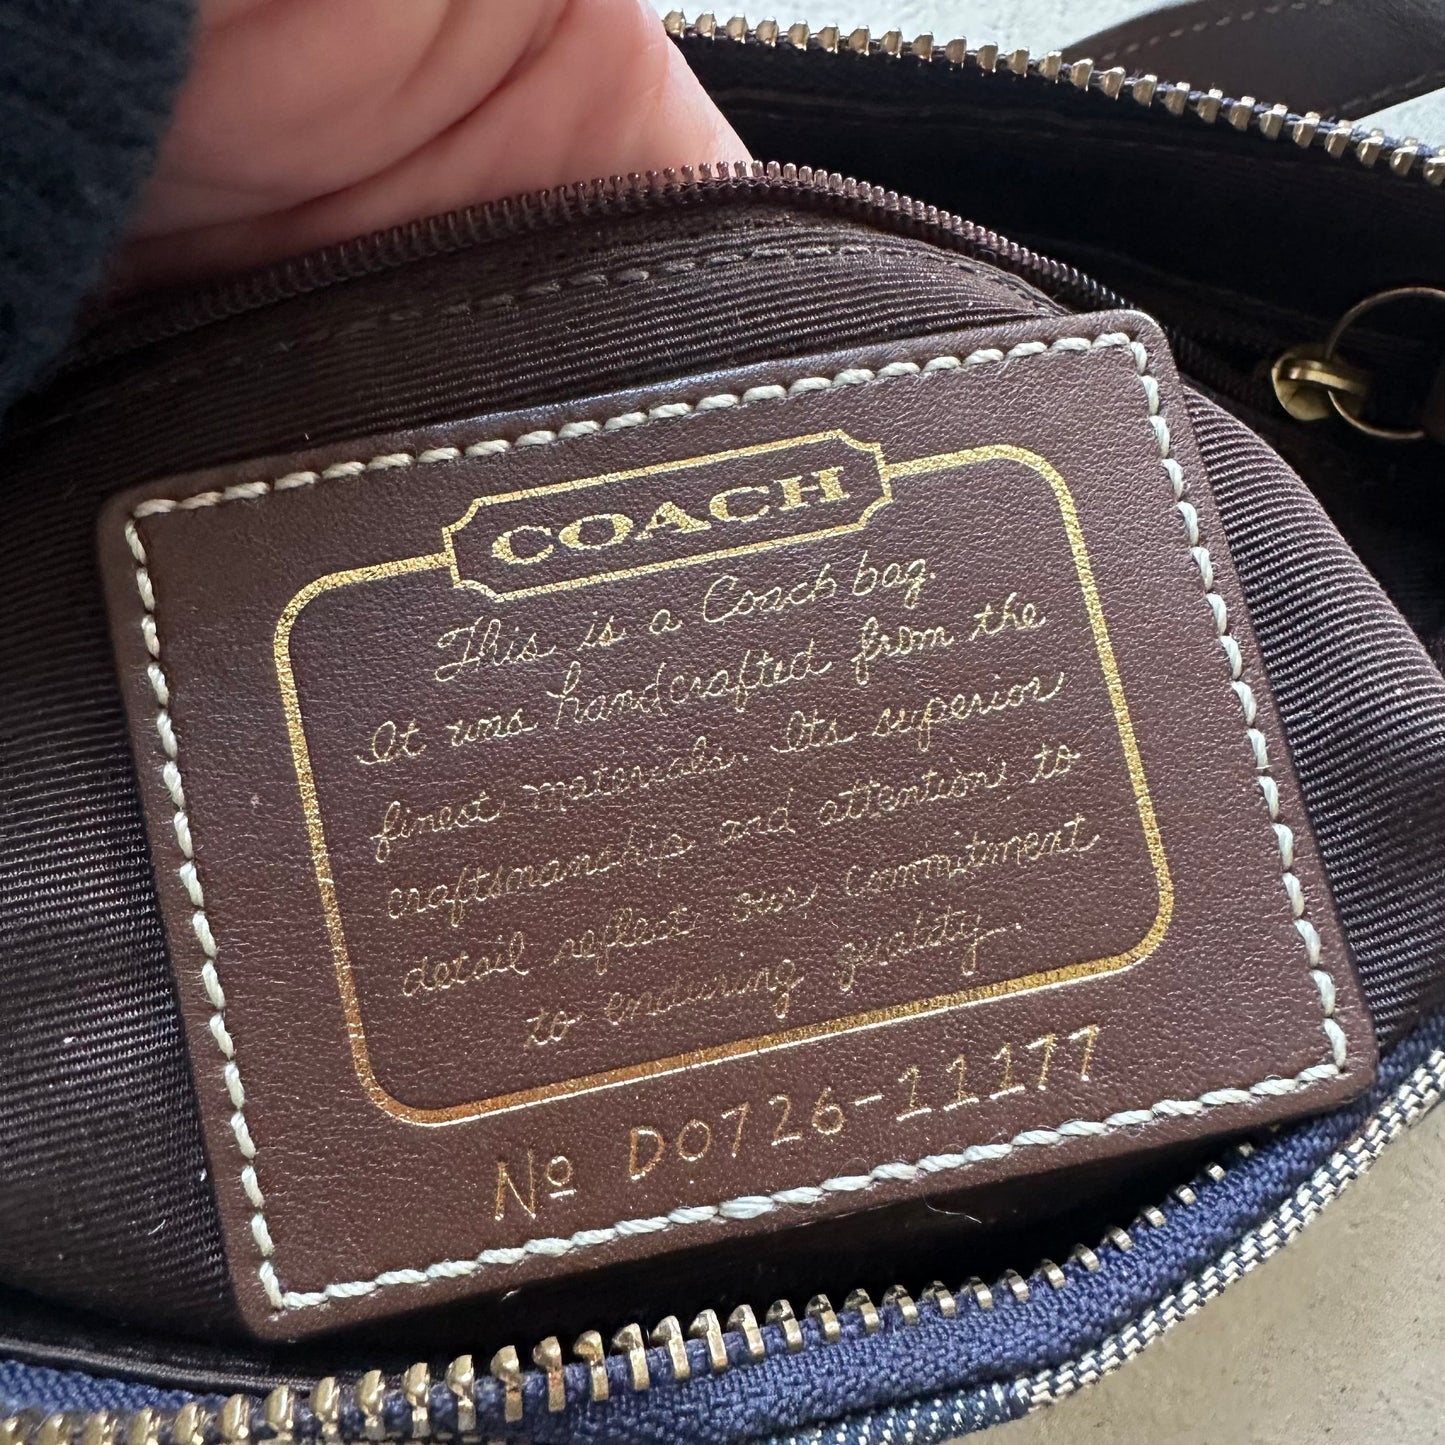 COACH
This is a Coach bag.
It was handcrafted from the
finest materials. Its superior
craftsmanship and attention to
detail reflect our commitment
to enduring quality.
Nº D0726-11177